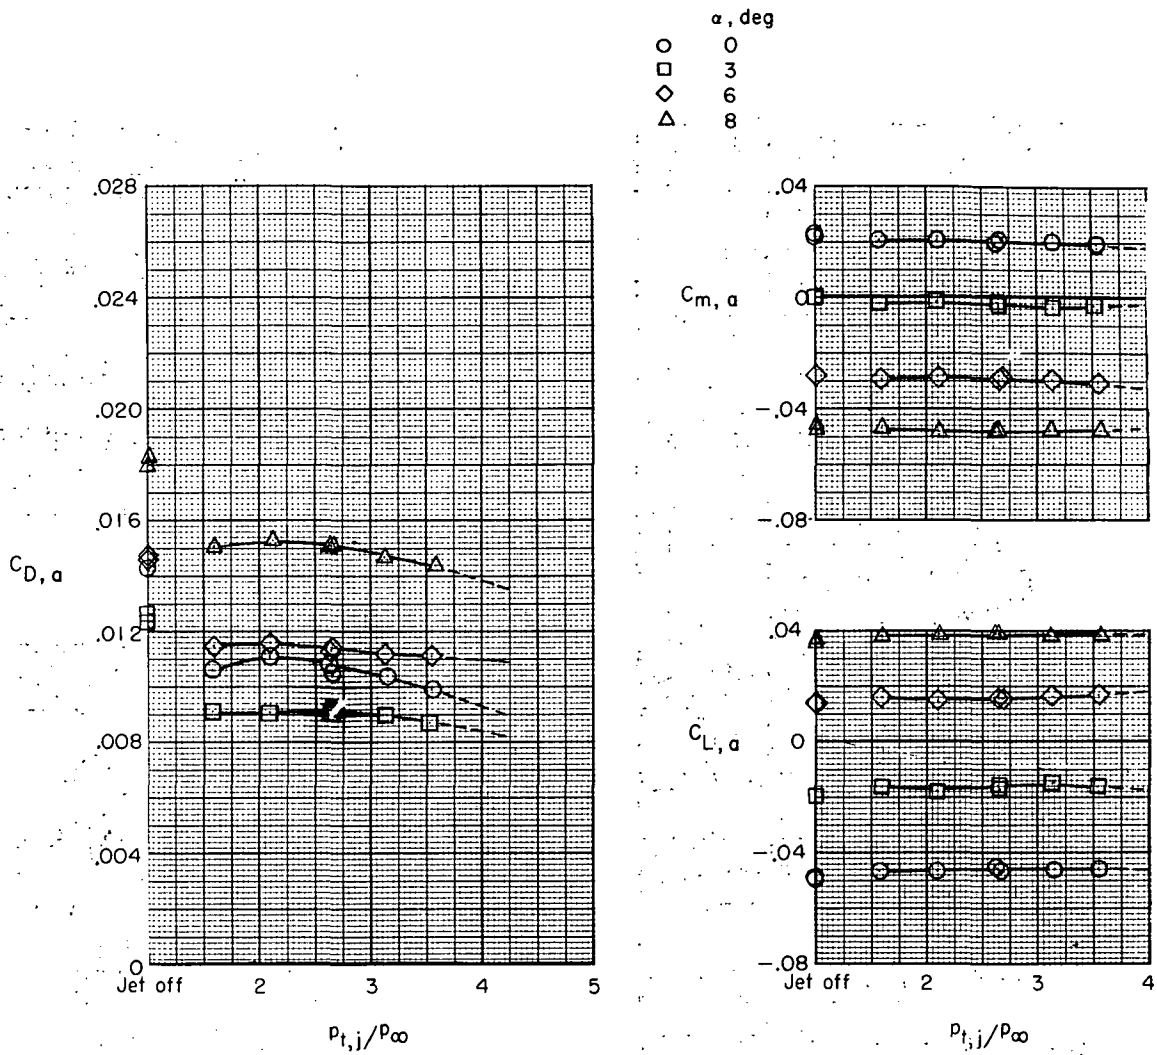 α, deg
0
3
6
8
.028
.024
.020
.016
.012
.008
.004
0
C_D, a
Jet off 2 3 4 5
p_t,j/p_∞
.04
0
-.04
-.08
C_m, a
.04
0
-.04
-.08
C_L, a
Jet off 2 3 4
p_t,j/p_∞